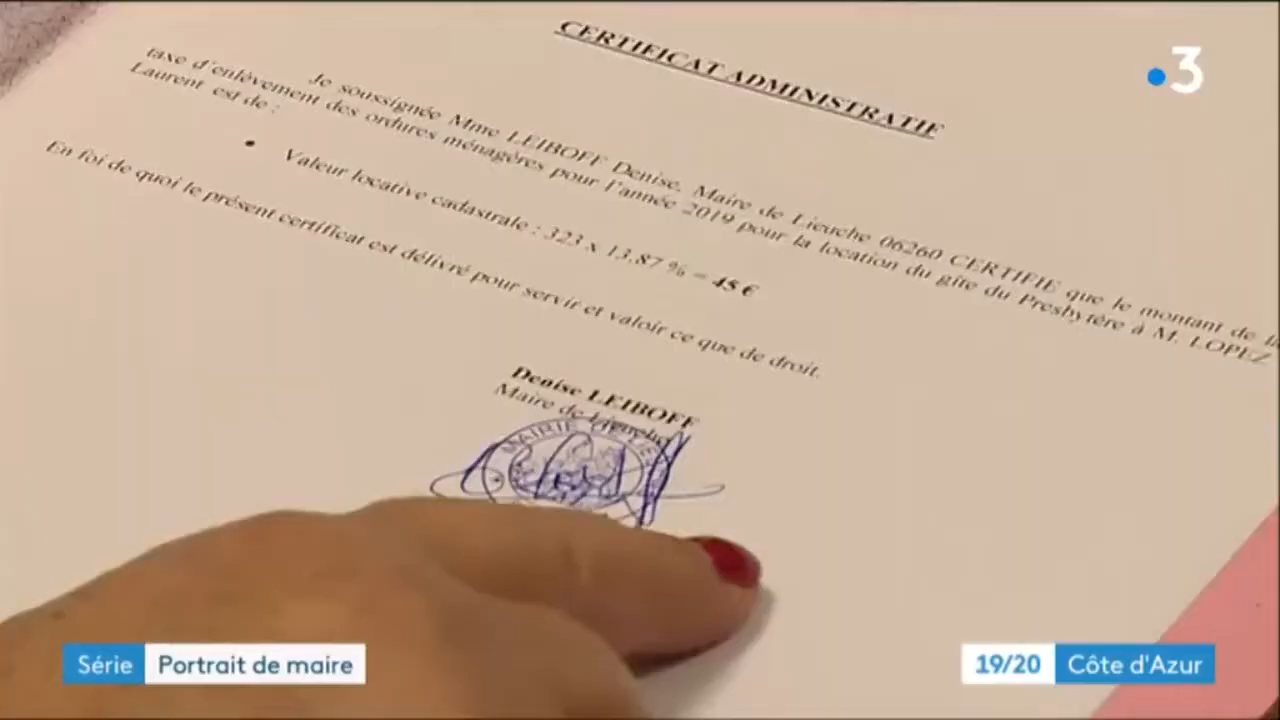 CERTIFICAT ADMINISTRATIF
3
Je soussignée Mme LEIBOFF Denise, Maire de Lieuche 06260 CERTIFIE que le montant de la
taxe d'enlèvement des ordures ménagères pour l'année 2019 pour la location du gîte du Presbytère à M. LOPEZ
Laurent est de :
• Valeur locative cadastrale : 323 x 13.87 % = 45 €
En foi de quoi le présent certificat est délivré pour servir et valoir ce que de droit.
Denise LEIBOFF
Maire de Lieuche
MAIRIE DE
Série Portrait de maire
19/20 Côte d'Azur